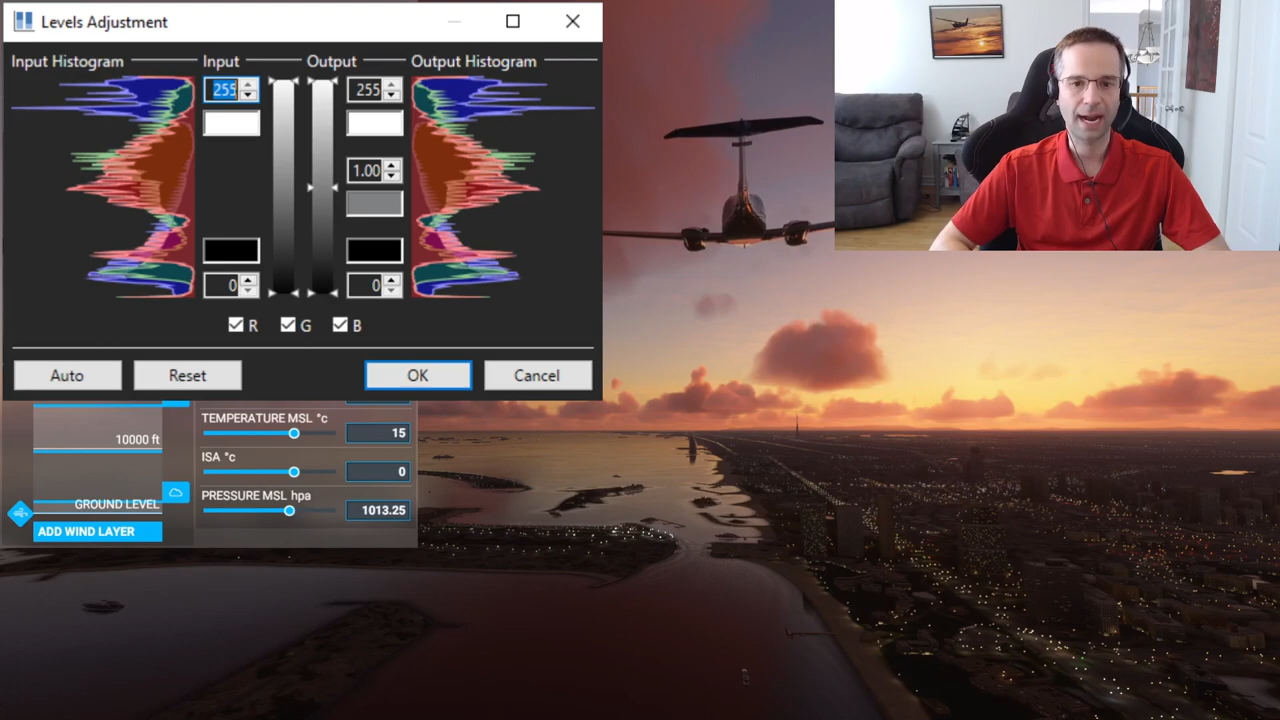 Levels Adjustment
Input Histogram
Input
Output
Output Histogram
255
255
1.00
0
0
R
G
B
Auto
Reset
OK
Cancel
TEMPERATURE MSL °c
10000 ft
15
ISA °c
0
PRESSURE MSL hpa
GROUND LEVEL
1013.25
ADD WIND LAYER